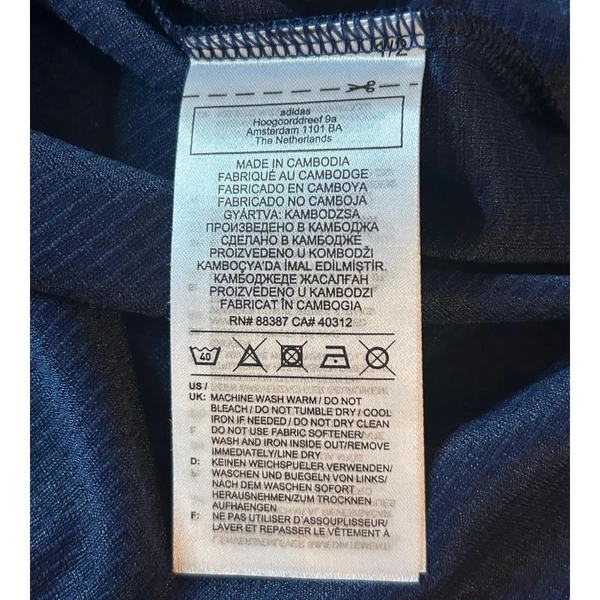 1/2
adidas
Hoogoorddreef 9a
Amsterdam 1101 BA
The Netherlands
MADE IN CAMBODIA
FABRIQUÉ AU CAMBODGE
FABRICADO EN CAMBOYA
FABRICADO NO CAMBOJA
GYÁRTVA: KAMBODZSA
ПРОИЗВЕДЕНО В КАМБОДЖА
СДЕЛАНО В КАМБОДЖЕ
PROIZVEDENO U KOMBODŽI
KAMBOÇYA'DA İMAL EDİLMİŞTİR.
КАМБОДЖЕДЕ ЖАСАЛҒАН
PROIZVEDENO U KAMBODZI
FABRICAT ÎN CAMBOGIA
RN# 88387 CA# 40312
40
US /
UK: MACHINE WASH WARM / DO NOT
BLEACH / DO NOT TUMBLE DRY / COOL
IRON IF NEEDED / DO NOT DRY CLEAN
DO NOT USE FABRIC SOFTENER/
WASH AND IRON INSIDE OUT/REMOVE
IMMEDIATELY/LINE DRY
D: KEINEN WEICHSPUELER VERWENDEN/
WASCHEN UND BUEGELN VON LINKS/
NACH DEM WASCHEN SOFORT
HERAUSNEHMEN/ZUM TROCKNEN
AUFHAENGEN
F: NE PAS UTILISER D'ASSOUPLISSEUR/
LAVER ET REPASSER LE VÊTEMENT À